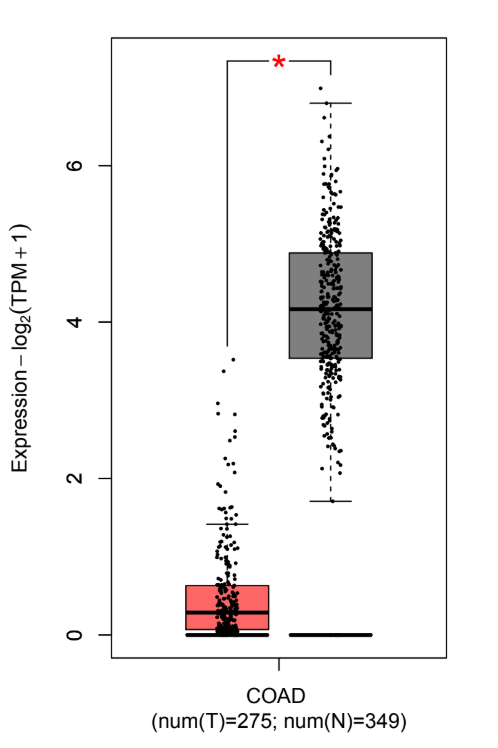 *
Expression − log₂(TPM + 1)
6
4
2
0
COAD
(num(T)=275; num(N)=349)